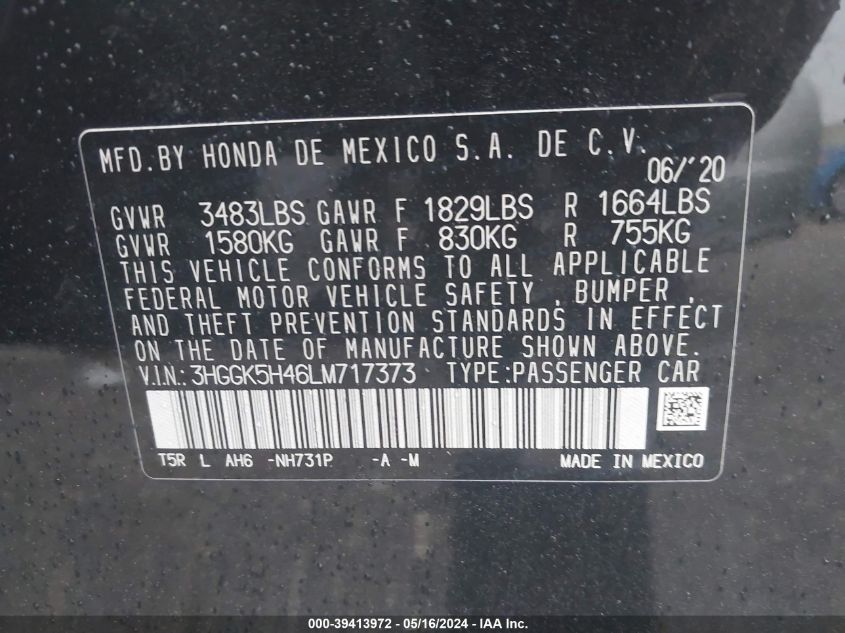 MFD.BY HONDA DE MEXICO S.A. DE C.V.
06/'20
GVWR 3483LBS GAWR F 1829LBS R 1664LBS
GVWR 1580KG GAWR F 830KG R 755KG
THIS VEHICLE CONFORMS TO ALL APPLICABLE
FEDERAL MOTOR VEHICLE SAFETY , BUMPER ,
AND THEFT PREVENTION STANDARDS IN EFFECT
ON THE DATE OF MANUFACTURE SHOWN ABOVE.
V.I.N.: 3HGGK5H46LM717373 TYPE:PASSENGER CAR
T5R L AH6 -NH731P -A -M MADE IN MEXICO
000-39413972 - 05/16/2024 - IAA Inc.